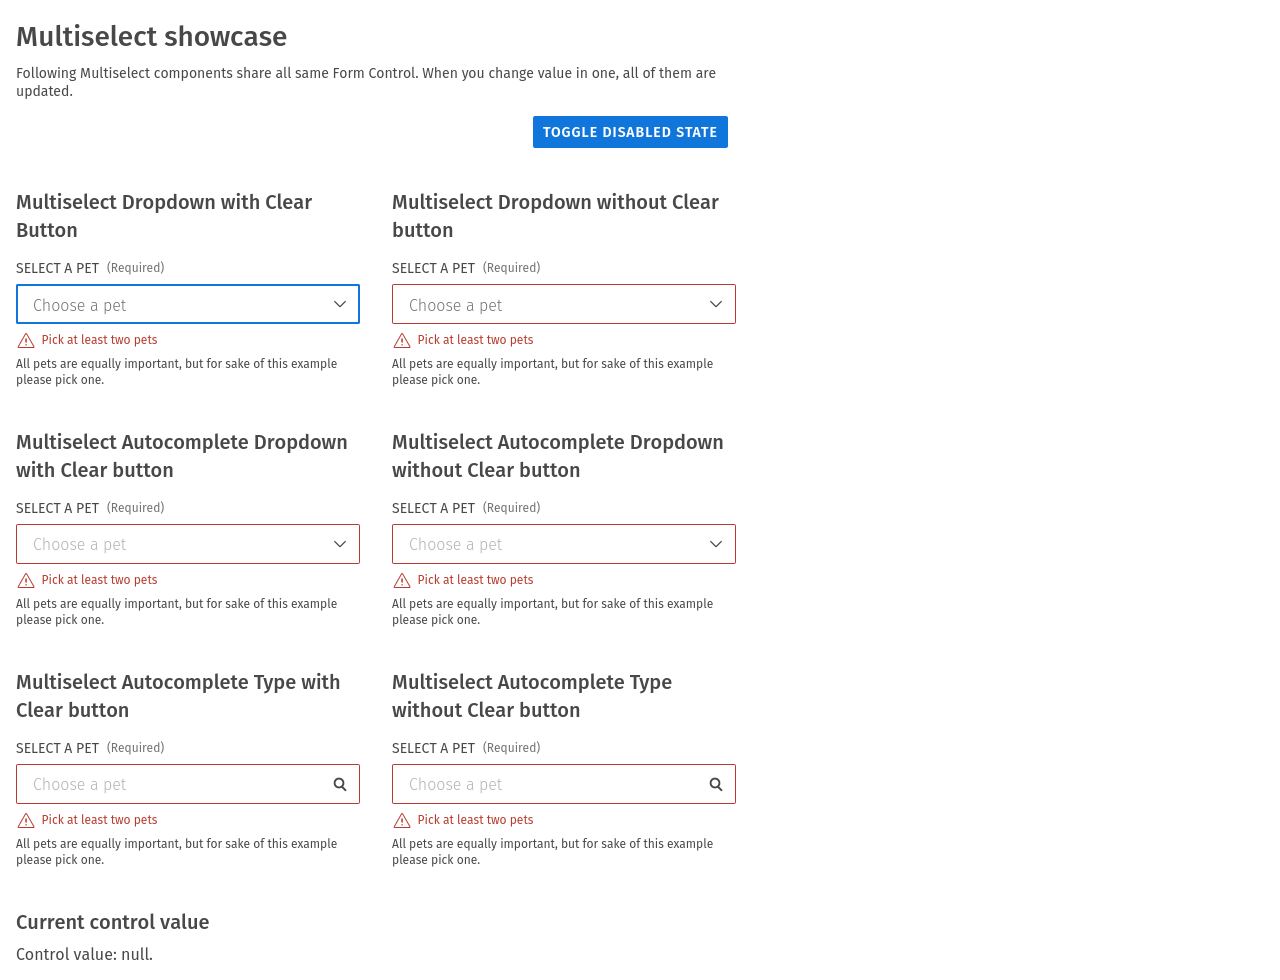 Multiselect showcase
Following Multiselect components share all same Form Control. When you change value in one, all of them are
updated.
TOGGLE DISABLED STATE
Multiselect Dropdown with Clear
Button
SELECT A PET (Required)
Choose a pet
Pick at least two pets
All pets are equally important, but for sake of this example
please pick one.
Multiselect Dropdown without Clear
button
SELECT A PET (Required)
Choose a pet
Pick at least two pets
All pets are equally important, but for sake of this example
please pick one.
Multiselect Autocomplete Dropdown
with Clear button
SELECT A PET (Required)
Choose a pet
Pick at least two pets
All pets are equally important, but for sake of this example
please pick one.
Multiselect Autocomplete Dropdown
without Clear button
SELECT A PET (Required)
Choose a pet
Pick at least two pets
All pets are equally important, but for sake of this example
please pick one.
Multiselect Autocomplete Type with
Clear button
SELECT A PET (Required)
Choose a pet
Pick at least two pets
All pets are equally important, but for sake of this example
please pick one.
Multiselect Autocomplete Type
without Clear button
SELECT A PET (Required)
Choose a pet
Pick at least two pets
All pets are equally important, but for sake of this example
please pick one.
Current control value
Control value: null.